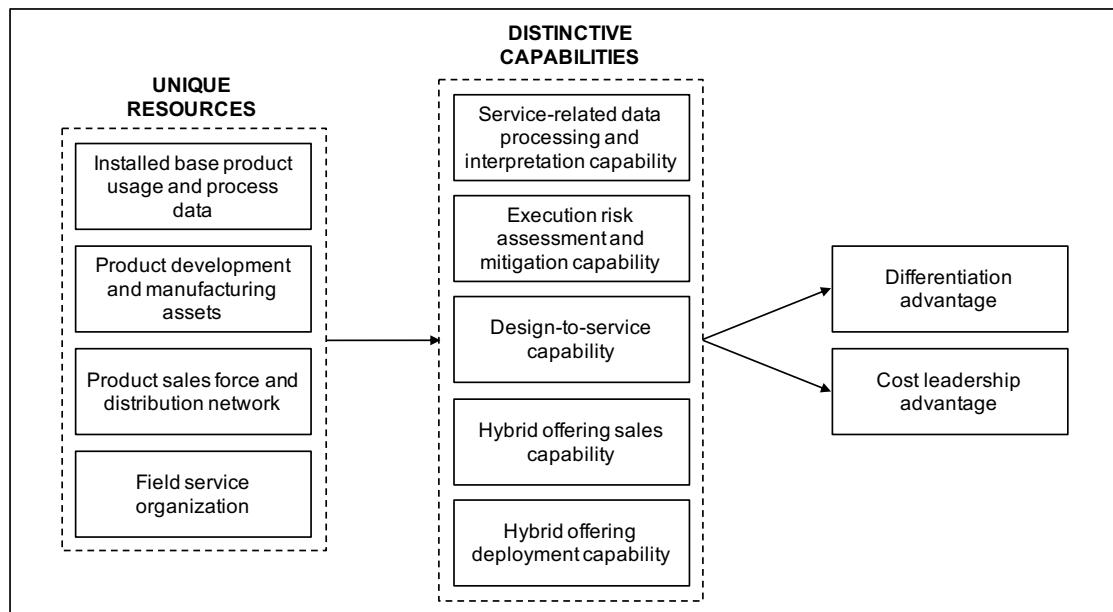 UNIQUE
RESOURCES
Installed base product
usage and process
data
Product development
and manufacturing
assets
Product sales force and
distribution network
Field service
organization
DISTINCTIVE
CAPABILITIES
Service-related data
processing and
interpretation capability
Execution risk
assessment and
mitigation capability
Design-to-service
capability
Hybrid offering sales
capability
Hybrid offering
deployment capability
Differentiation
advantage
Cost leadership
advantage